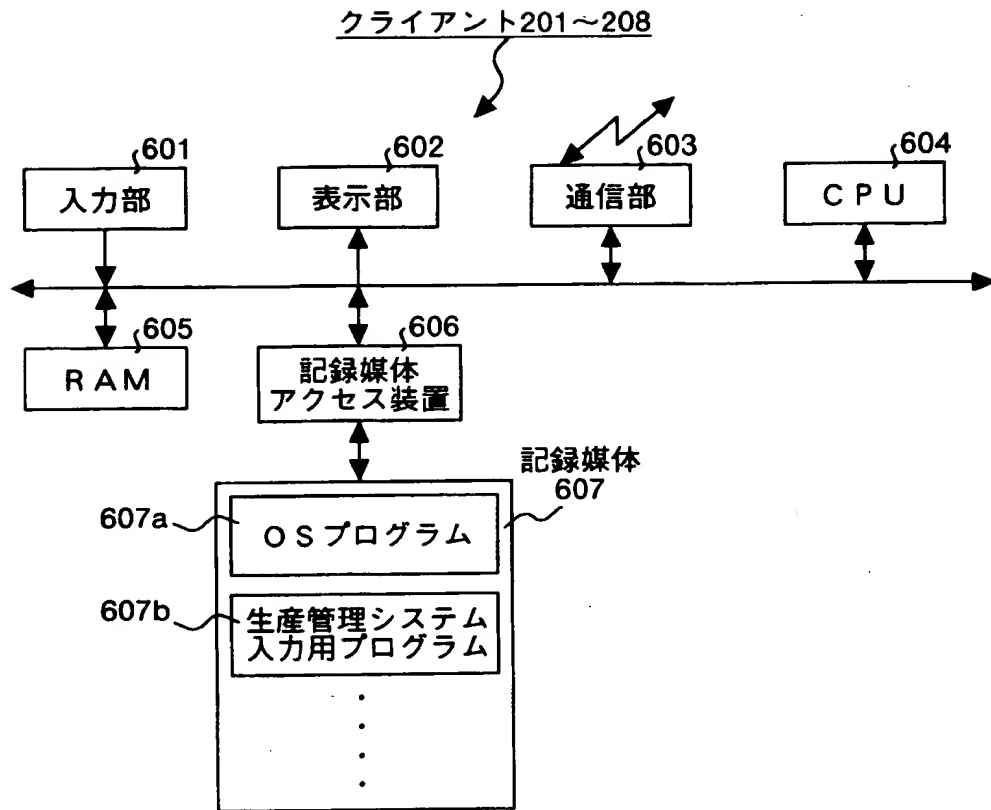 クライアント201～208
601
602
603
604
入力部
表示部
通信部
CPU
605
606
RAM
記録媒体
アクセス装置
記録媒体
607
607a
OSプログラム
607b
生産管理システム
入力用プログラム